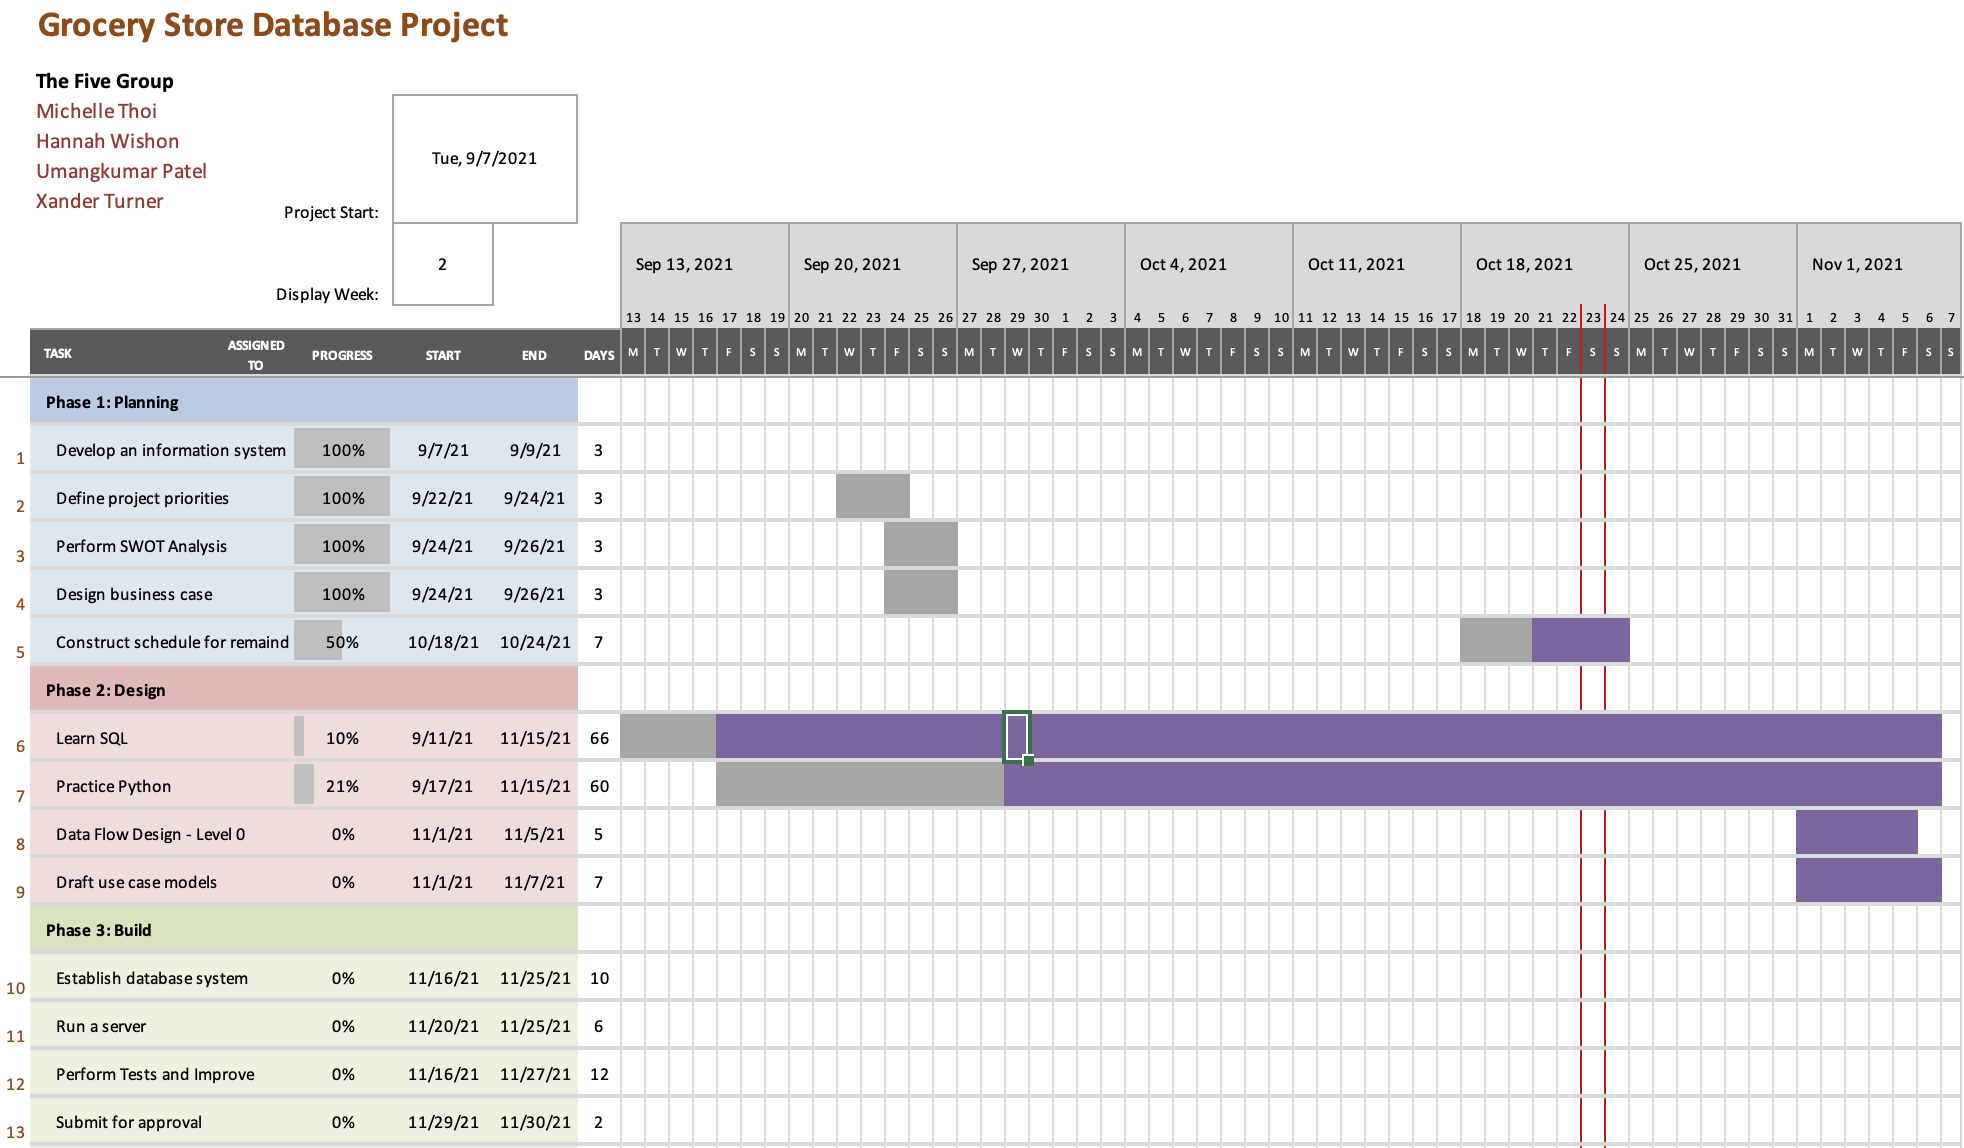 Grocery Store Database Project
The Five Group
Michelle Thoi
Hannah Wishon
Umangkumar Patel
Xander Turner
Project Start:
Tue, 9/7/2021
Display Week:
2
Sep 13, 2021 Sep 20, 2021 Sep 27, 2021 Oct 4, 2021 Oct 11, 2021 Oct 18, 2021 Oct 25, 2021 Nov 1, 2021
13 14 15 16 17 18 19 20 21 22 23 24 25 26 27 28 29 30 1 2 3 4 5 6 7 8 9 10 11 12 13 14 15 16 17 18 19 20 21 22 23 24 25 26 27 28 29 30 31 1 2 3 4 5 6 7
TASK ASSIGNED TO PROGRESS START END DAYS M T W T F S S M T W T F S S M T W T F S S M T W T F S S M T W T F S S M T W T F S S M T W T F S S M T W T F S S
Phase 1: Planning
1 Develop an information system 100% 9/7/21 9/9/21 3
2 Define project priorities 100% 9/22/21 9/24/21 3
3 Perform SWOT Analysis 100% 9/24/21 9/26/21 3
4 Design business case 100% 9/24/21 9/26/21 3
5 Construct schedule for remaind 50% 10/18/21 10/24/21 7
Phase 2: Design
6 Learn SQL 10% 9/11/21 11/15/21 66
7 Practice Python 21% 9/17/21 11/15/21 60
8 Data Flow Design - Level 0 0% 11/1/21 11/5/21 5
9 Draft use case models 0% 11/1/21 11/7/21 7
Phase 3: Build
10 Establish database system 0% 11/16/21 11/25/21 10
11 Run a server 0% 11/20/21 11/25/21 6
12 Perform Tests and Improve 0% 11/16/21 11/27/21 12
13 Submit for approval 0% 11/29/21 11/30/21 2